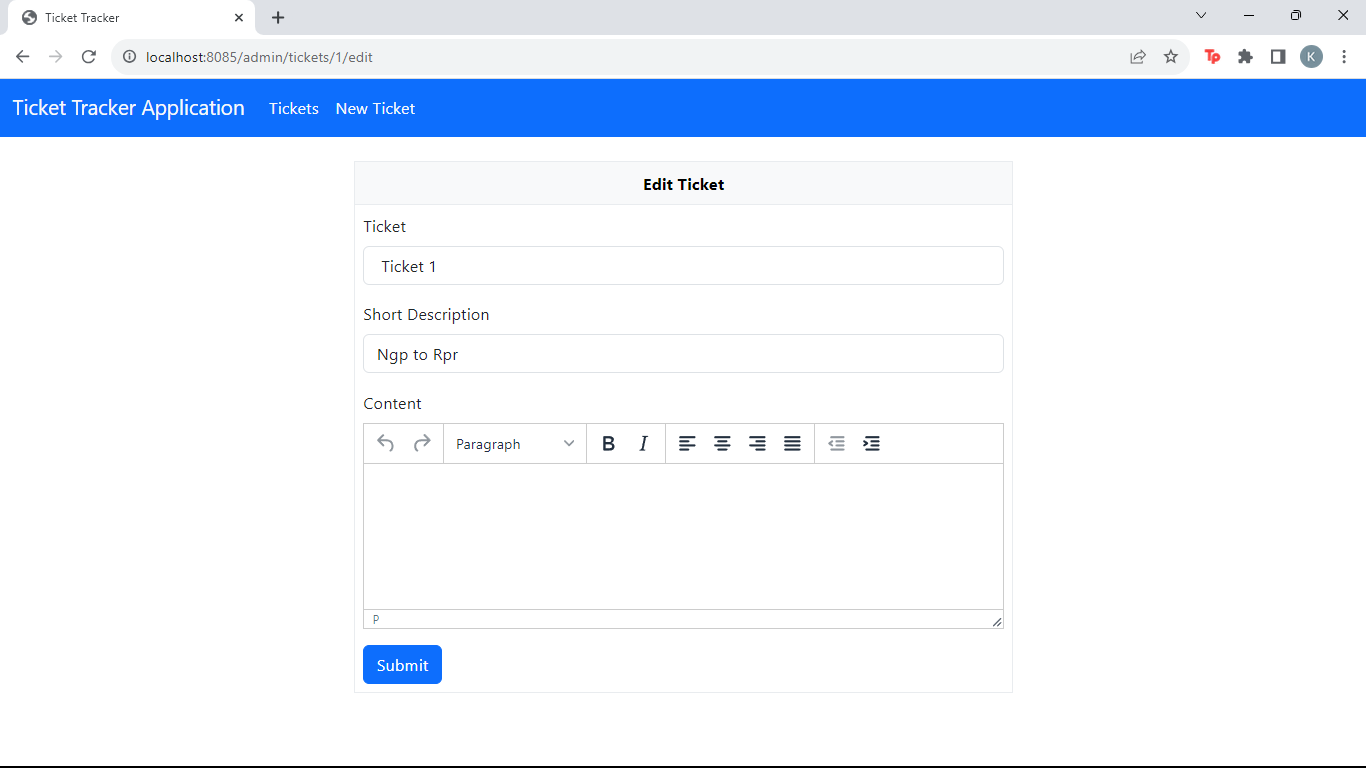 Ticket Tracker
localhost:8085/admin/tickets/1/edit
Tp
K
Ticket Tracker Application Tickets New Ticket
Edit Ticket
Ticket
Ticket 1
Short Description
Ngp to Rpr
Content
Paragraph B I
P
Submit